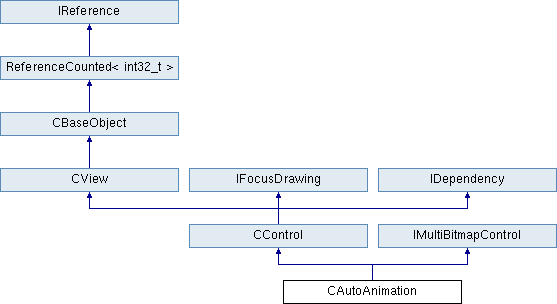 IReference
ReferenceCounted< int32_t >
CBaseObject
CView
IFocusDrawing
IDependency
CControl
IMultiBitmapControl
CAutoAnimation